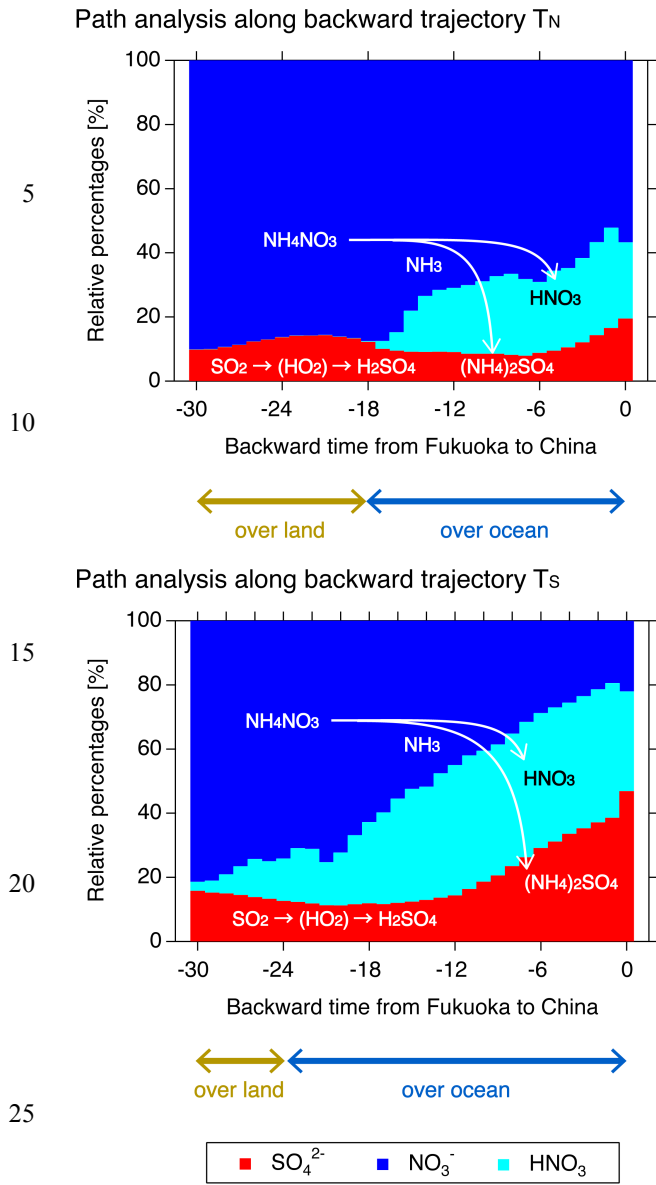 Path analysis along backward trajectory TN
Relative percentages [%]
100
80
5
60
NH4NO3
40
NH3
HNO3
20
SO2 → (HO2) → H2SO4 (NH4)2SO4
0
-30 -24 -18 -12 -6 0
10
Backward time from Fukuoka to China
over land over ocean
Path analysis along backward trajectory TS
Relative percentages [%]
100
15
80
NH4NO3
NH3
60
HNO3
40
20
20
(NH4)2SO4
SO2 → (HO2) → H2SO4
0
-30 -24 -18 -12 -6 0
Backward time from Fukuoka to China
over land over ocean
25
SO₄²⁻ NO₃⁻ HNO₃